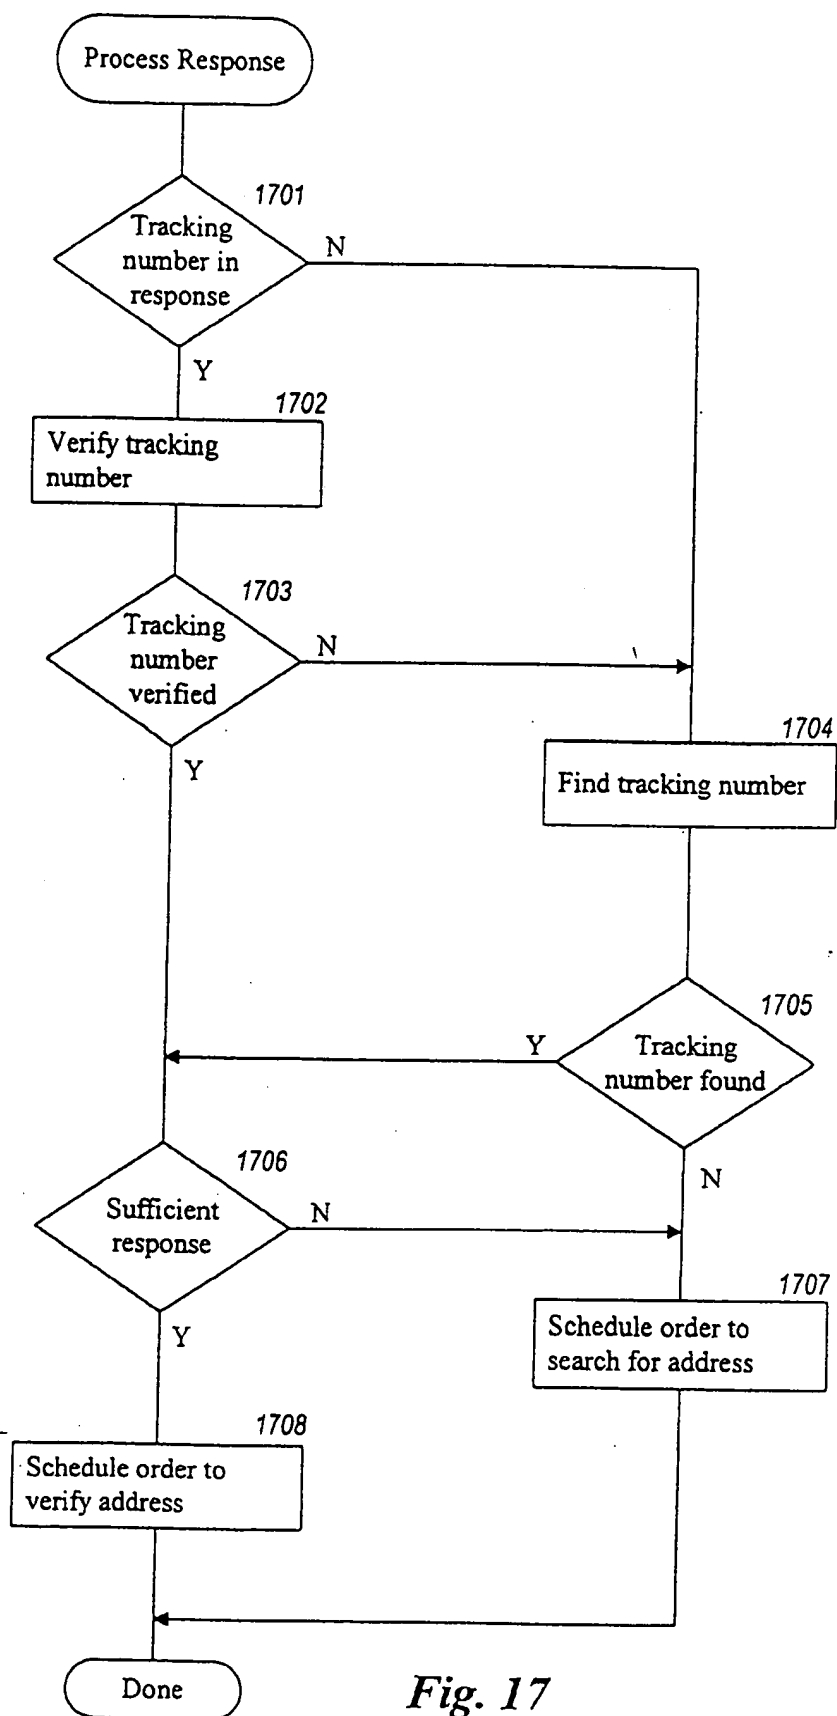 Process Response
1701
Tracking
number in
response
N
Y
1702
Verify tracking
number
1703
Tracking
number
verified
N
Y
1704
Find tracking number
1705
Tracking
number found
Y
N
1706
Sufficient
response
N
Y
1707
Schedule order to
search for address
1708
Schedule order to
verify address
Done
Fig. 17